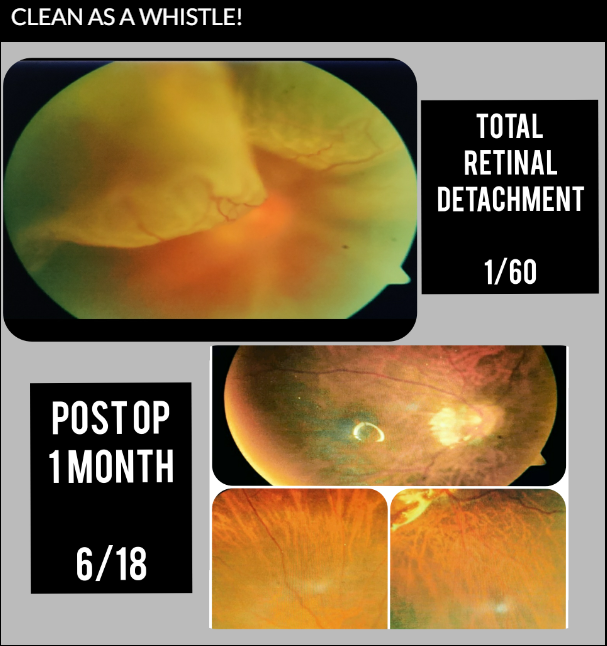 CLEAN AS A WHISTLE!
TOTAL
RETINAL
DETACHMENT
1/60
POST OP
1 MONTH
6/18